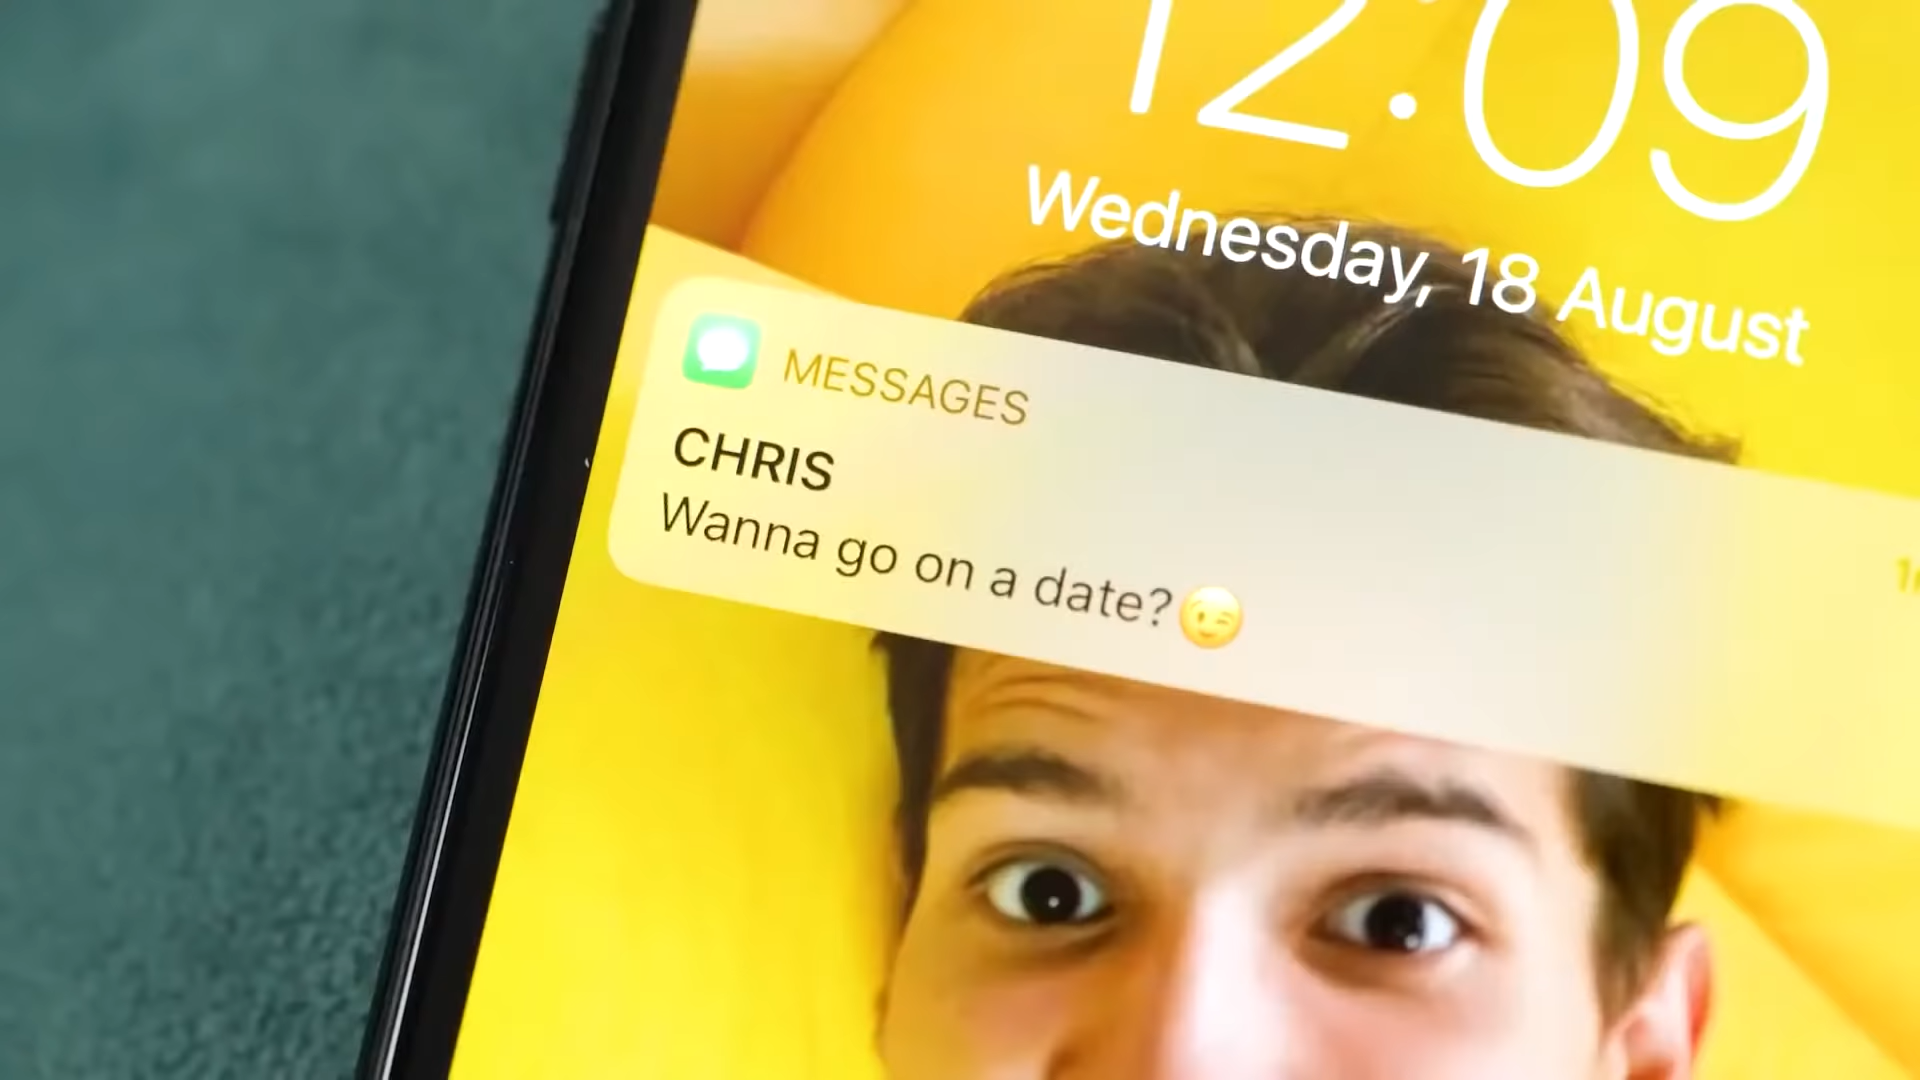 12:09
Wednesday, 18 August
MESSAGES
CHRIS
Wanna go on a date?😉